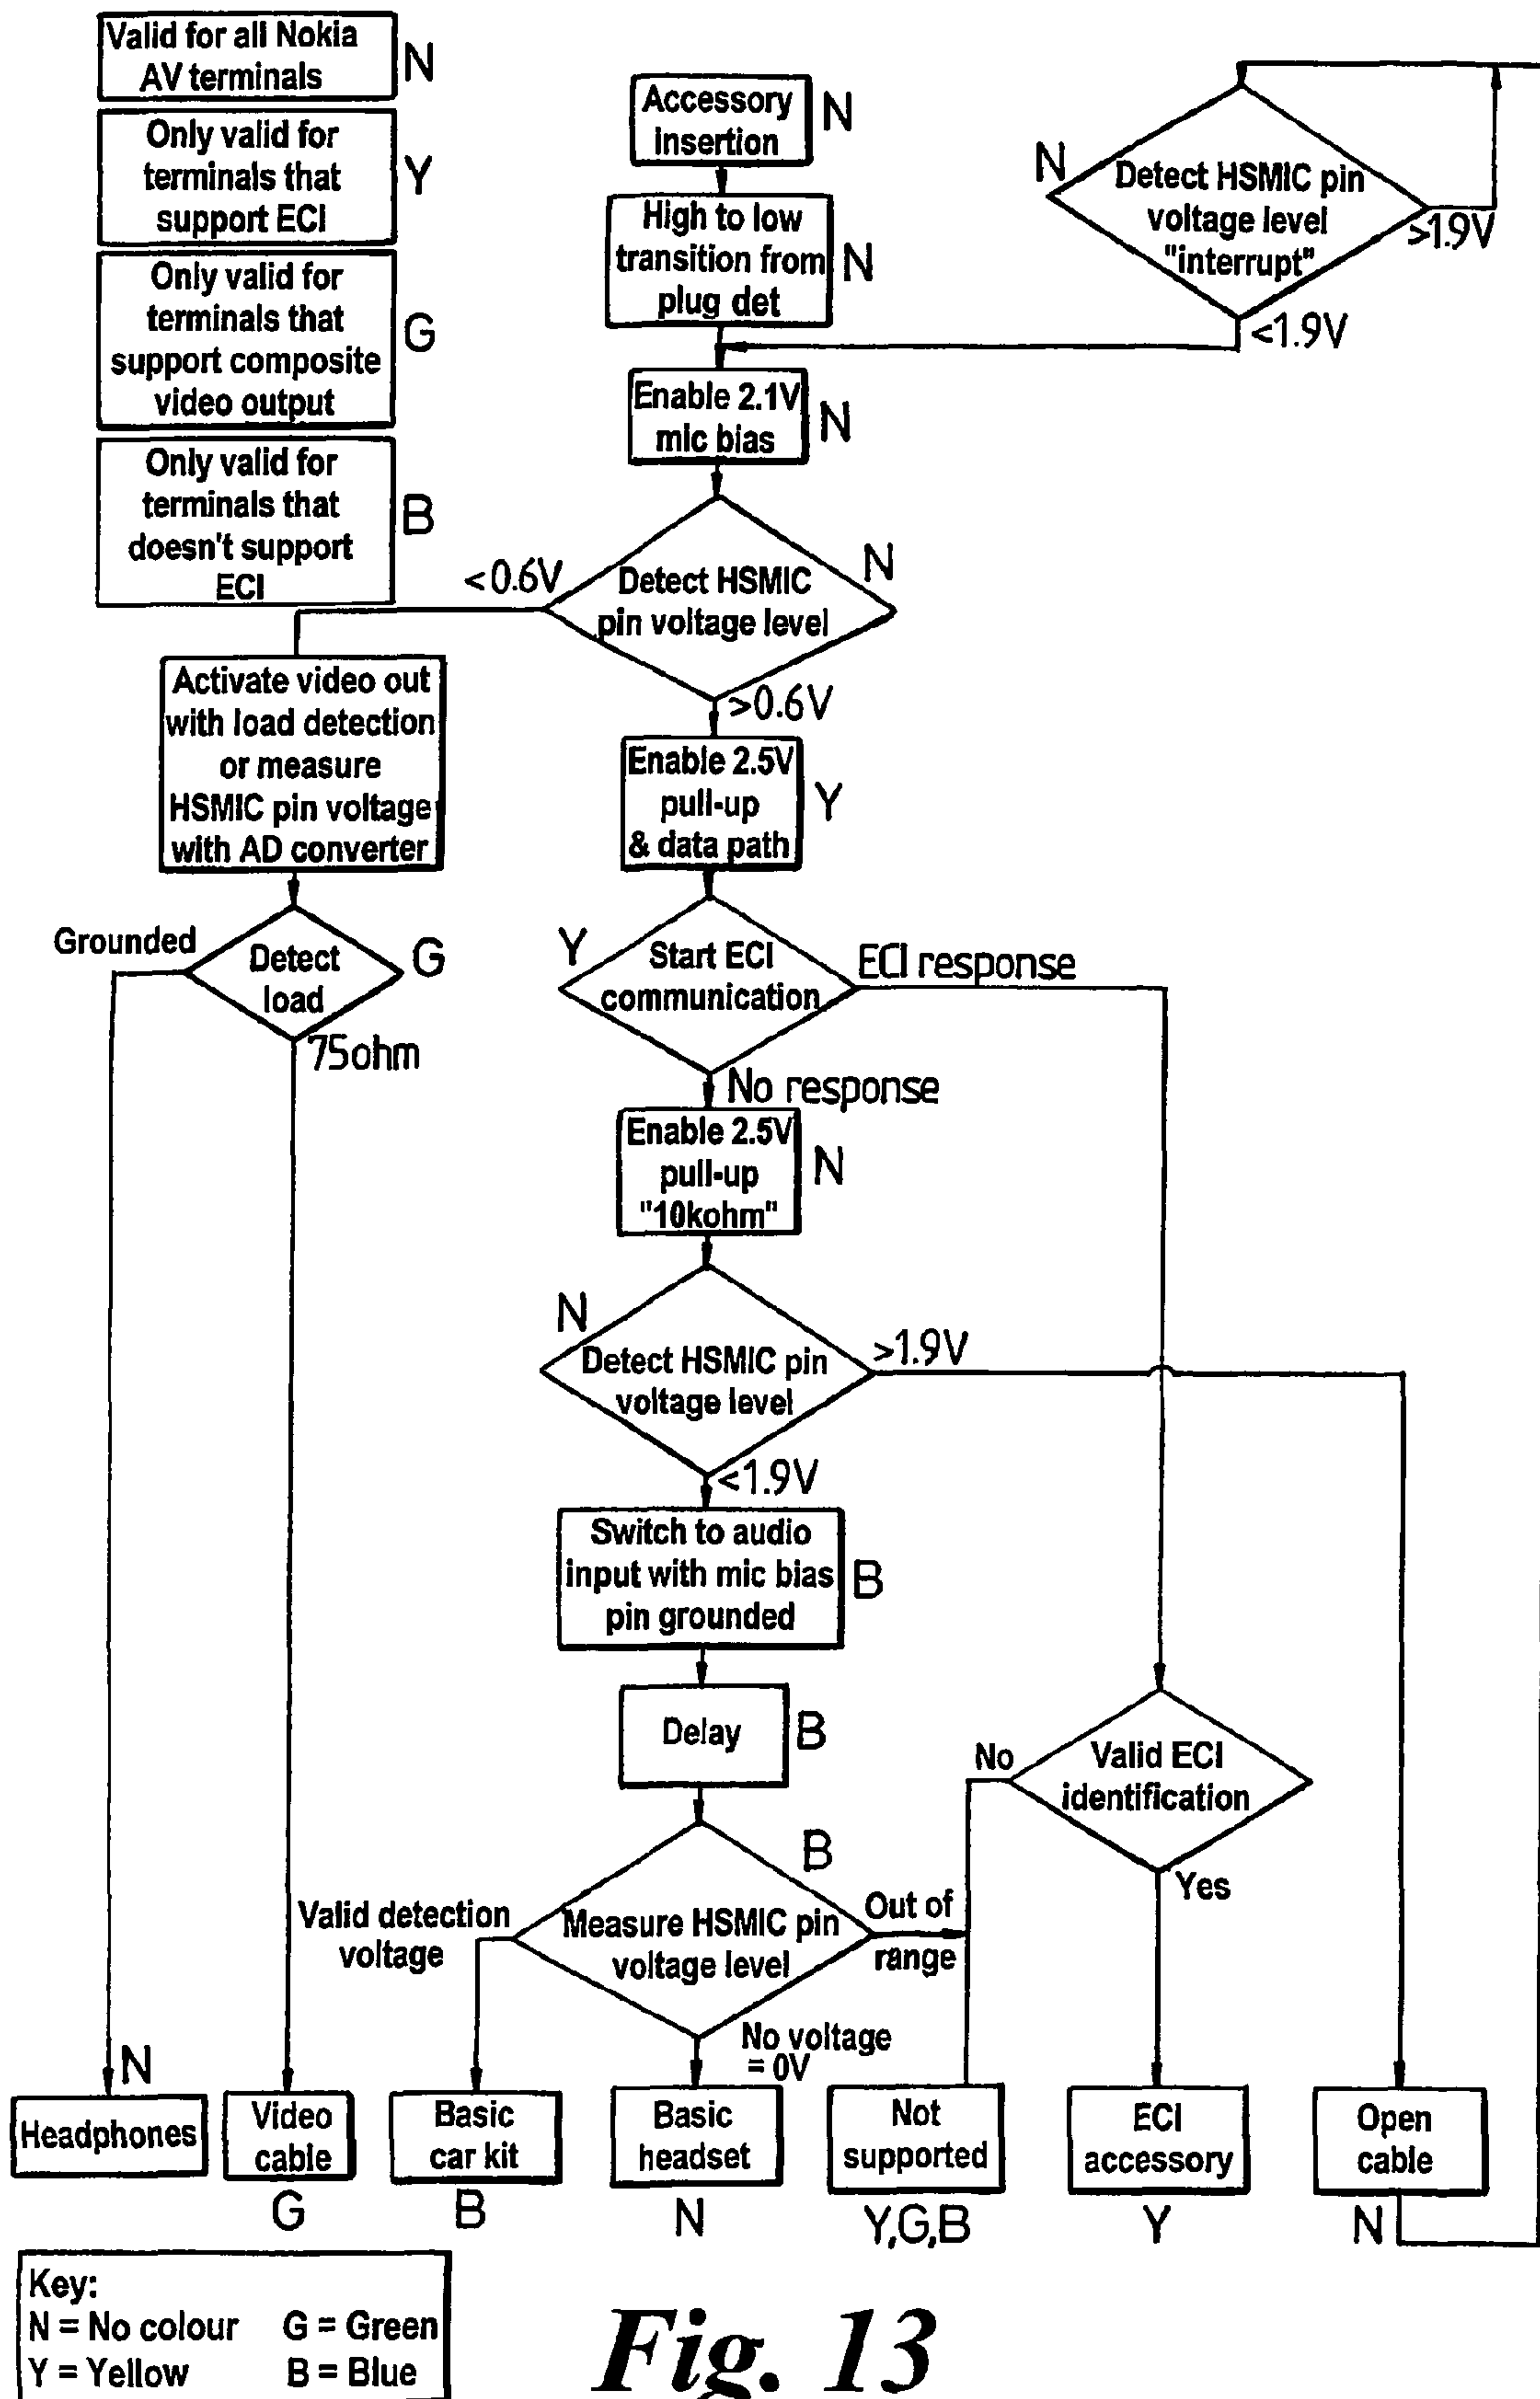 Valid for all Nokia
AV terminals
N
Only valid for
terminals that
support ECI
Y
Only valid for
terminals that
support composite
video output
G
Only valid for
terminals that
doesn't support
ECI
B
Accessory
insertion
N
High to low
transition from
plug det
N
N
Detect HSMIC pin
voltage level
"interrupt"
>1.9V
<1.9V
Enable 2.1V
mic bias
N
<0.6V
Detect HSMIC
pin voltage level
N
>0.6V
Activate video out
with load detection
or measure
HSMIC pin voltage
with AD converter
Enable 2.5V
pull-up
& data path
Y
Grounded
Detect
load
G
75ohm
Y
Start ECI
communication
ECI response
No response
Enable 2.5V
pull-up
"10kohm"
N
N
Detect HSMIC pin
voltage level
>1.9V
<1.9V
Switch to audio
input with mic bias
pin grounded
B
Delay
B
No
Valid ECI
identification
Yes
B
Valid detection
voltage
Measure HSMIC pin
voltage level
Out of
range
No voltage
= 0V
N
Headphones
Video
cable
G
Basic
car kit
B
Basic
headset
N
Not
supported
Y,G,B
ECI
accessory
Y
Open
cable
N
Key:
N = No colour G = Green
Y = Yellow B = Blue
Fig. 13